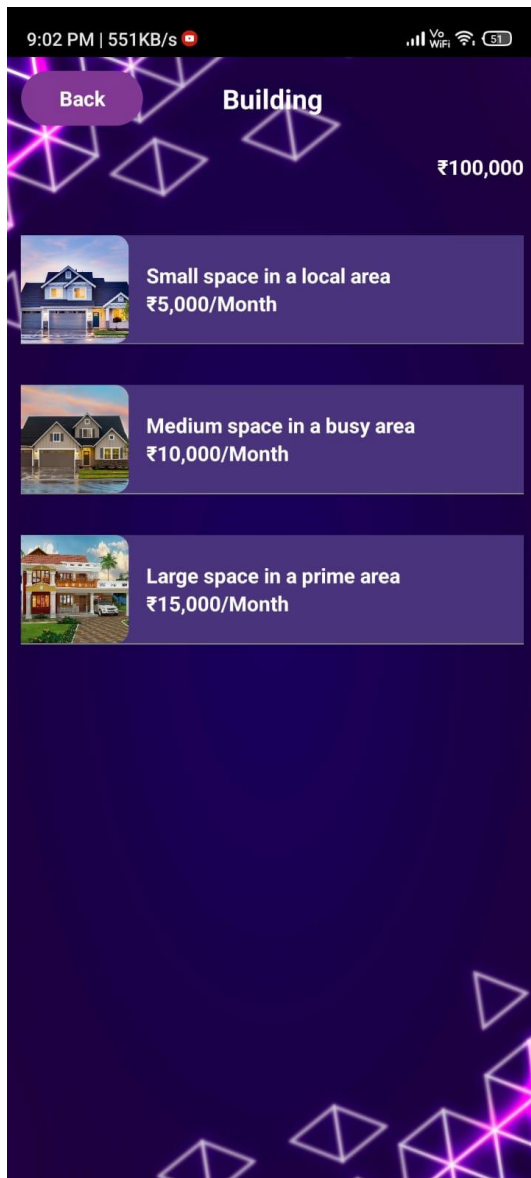 9:02 PM | 551KB/s
Vo
WiFi
51
Back
Building
₹100,000
Small space in a local area
₹5,000/Month
Medium space in a busy area
₹10,000/Month
Large space in a prime area
₹15,000/Month